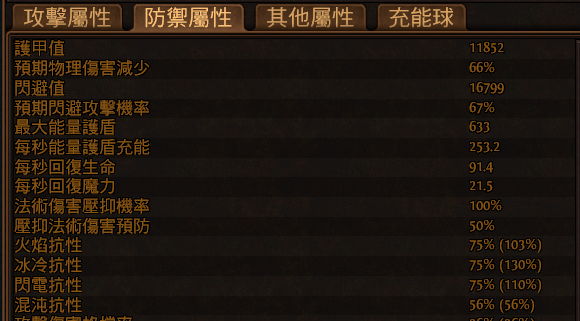 攻擊屬性 防禦屬性 其他屬性 充能球
護甲值 11852
預期物理傷害減少 66%
閃避值 16799
預期閃避攻擊機率 67%
最大能量護盾 633
每秒能量護盾充能 253.2
每秒回復生命 91.4
每秒回復魔力 21.5
法術傷害壓抑機率 100%
壓抑法術傷害預防 50%
火焰抗性 75% (103%)
冰冷抗性 75% (130%)
閃電抗性 75% (110%)
混沌抗性 56% (56%)